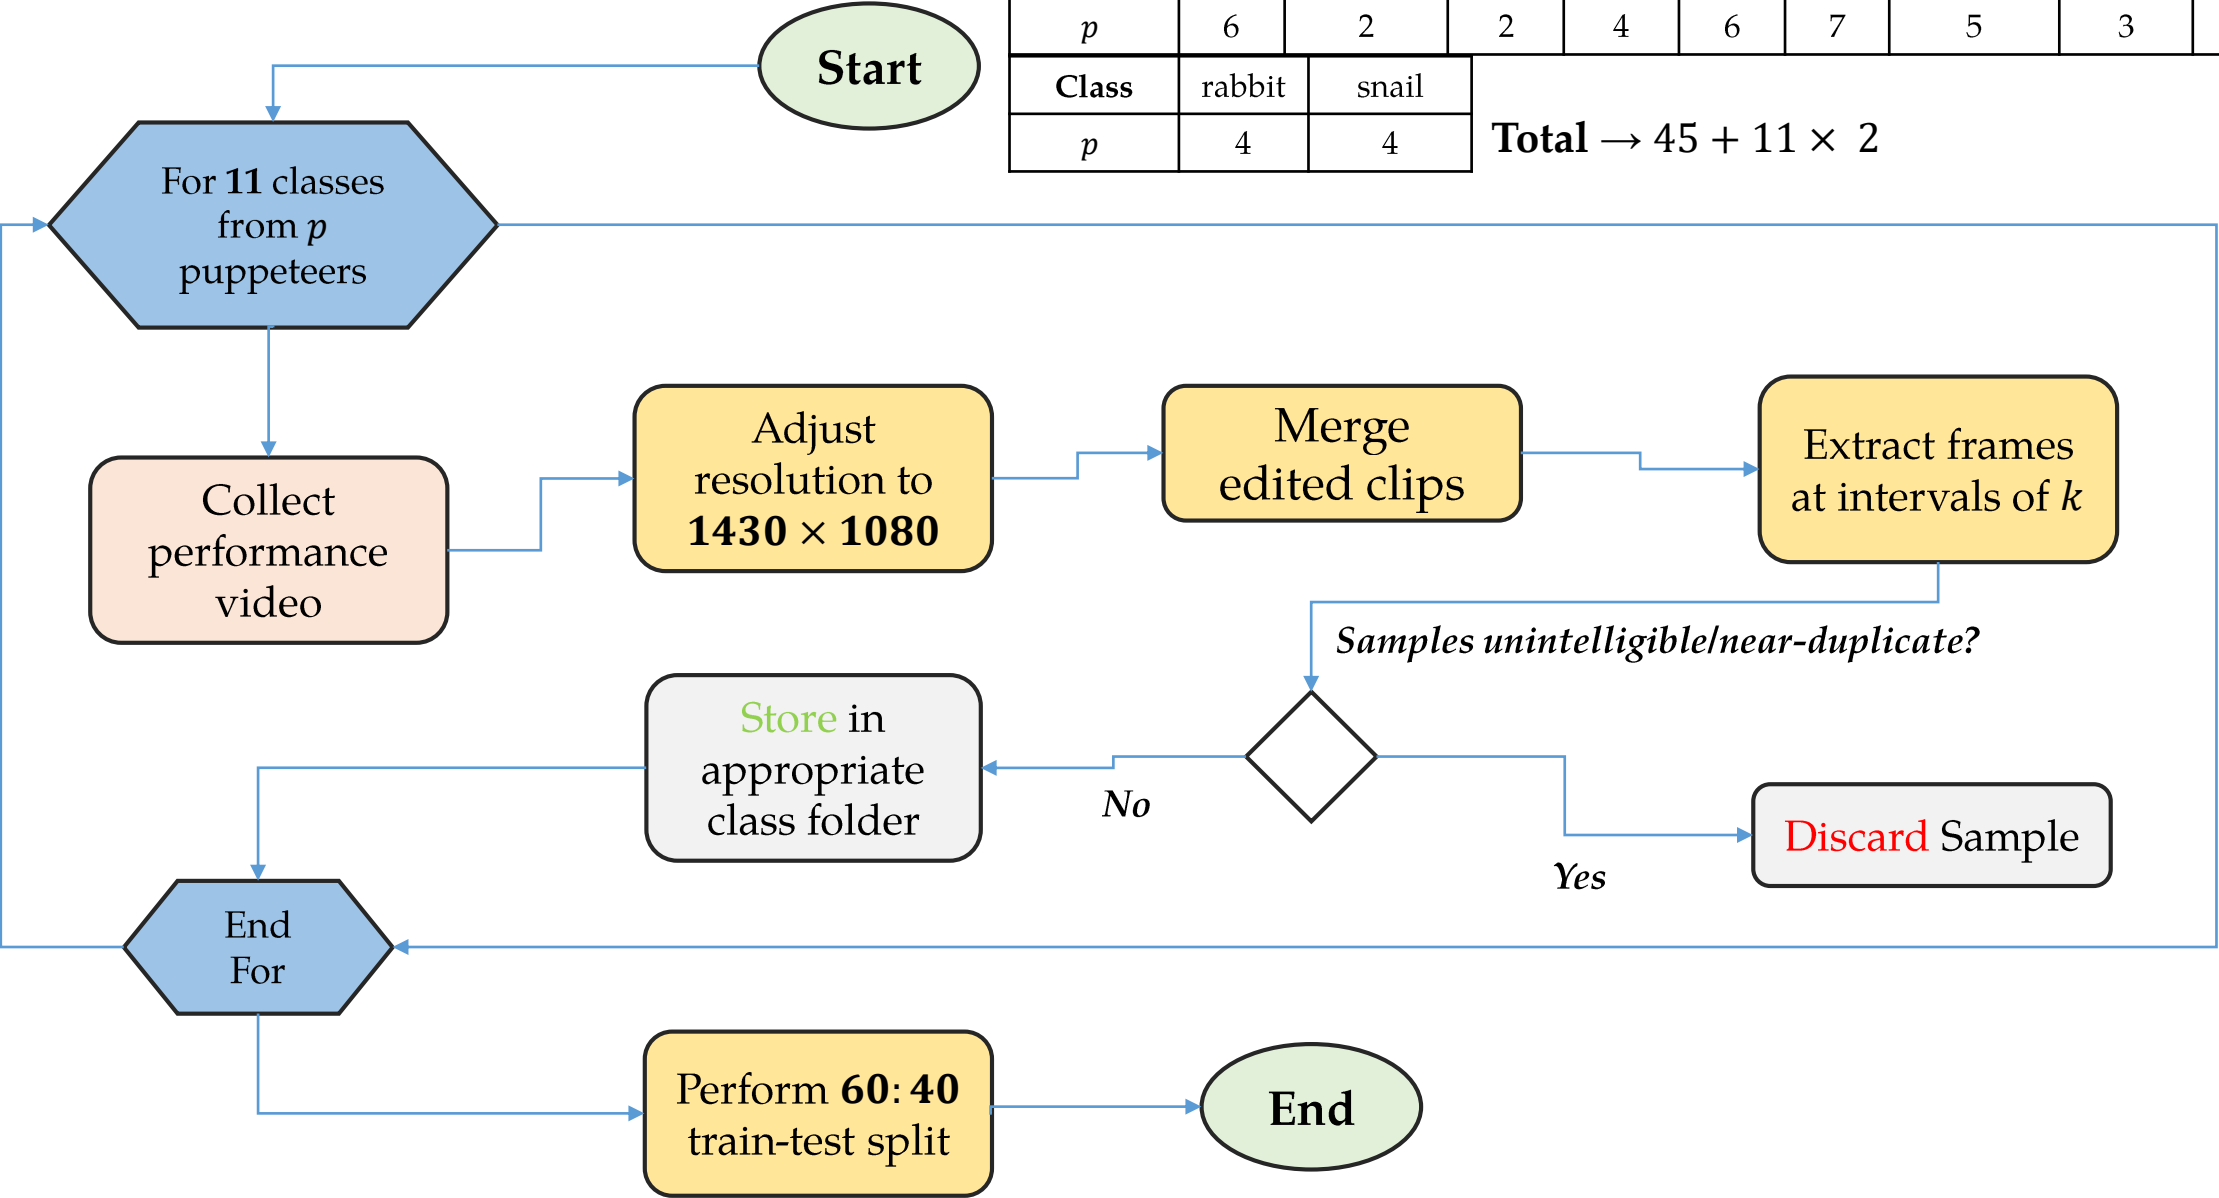 Start
p 6 2 2 4 6 7 5 3
Class rabbit snail
p 4 4
Total → 45 + 11 × 2
For 11 classes
from p
puppeteers
Collect
performance
video
Adjust
resolution to
1430 × 1080
Merge
edited clips
Extract frames
at intervals of k
Samples unintelligible/near-duplicate?
Store in
appropriate
class folder
No
Yes
Discard Sample
End
For
Perform 60:40
train-test split
End